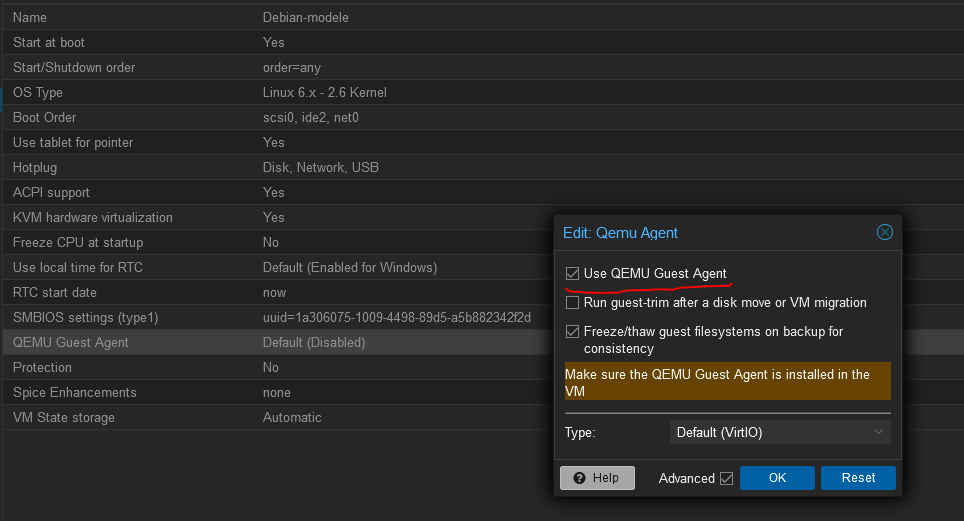 Name Debian-modele
Start at boot Yes
Start/Shutdown order order=any
OS Type Linux 6.x - 2.6 Kernel
Boot Order scsi0, ide2, net0
Use tablet for pointer Yes
Hotplug Disk, Network, USB
ACPI support Yes
KVM hardware virtualization Yes
Freeze CPU at startup No
Use local time for RTC Default (Enabled for Windows)
RTC start date now
SMBIOS settings (type1) uuid=1a306075-1009-4498-89d5-a5b882342f2d
QEMU Guest Agent Default (Disabled)
Protection No
Spice Enhancements none
VM State storage Automatic
Edit: Qemu Agent
Use QEMU Guest Agent
Run guest-trim after a disk move or VM migration
Freeze/thaw guest filesystems on backup for
consistency
Make sure the QEMU Guest Agent is installed in the
VM
Type: Default (VirtIO)
Help Advanced OK Reset